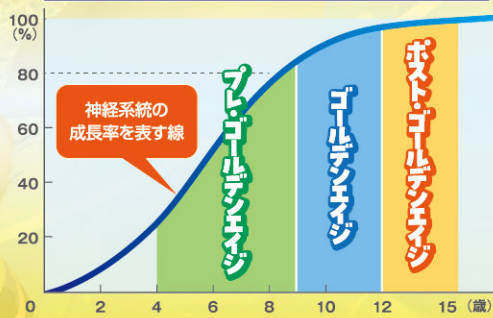 100
(%)
80
60
40
20
神経系統の
成長率を表す線
プレ・ゴールデンエイジ
ゴールデンエイジ
ポスト・ゴールデンエイジ
0 2 4 6 8 10 12 15 (歳)